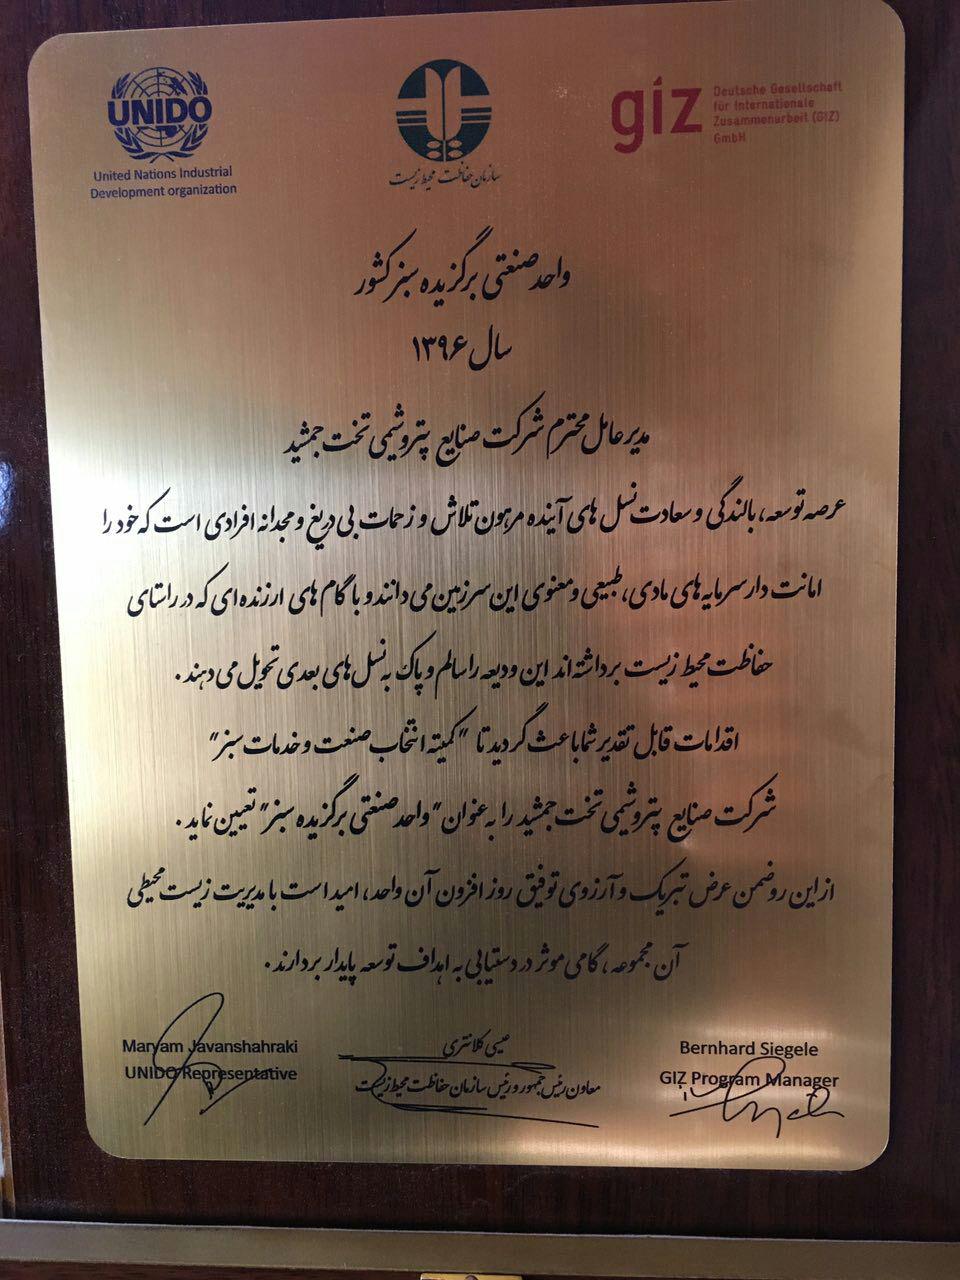 UNIDO
United Nations Industrial
Development organization
سازمان حفاظت محیط زیست
giz
Deutsche Gesellschaft
für Internationale
Zusammenarbeit (GIZ)
GmbH
واحد صنعتی برگزیده سبز کشور
سال ۱۳۹۶
مدیر عامل محترم شرکت صنایع پتروشیمی تخت جمشید
عرصه توسعه، بالندگی و سعادت نسل های آینده مرهون تلاش و زحمات بی دریغ و مجدانه افرادی است که خود را
امانت دار سرمایه های مادی، طبیعی و معنوی این سرزمین می دانند و با گام های ارزنده ای که در راستای
حفاظت محیط زیست برداشته اند این ودیعه را سالم و پاک به نسل های بعدی تحویل می دهند.
اقدامات قابل تقدیر شما باعث گردید تا "کمیته انتخاب صنعت و خدمات سبز"
شرکت صنایع پتروشیمی تخت جمشید را به عنوان "واحد صنعتی برگزیده سبز" تعیین نماید.
از این رو ضمن عرض تبریک و آرزوی توفیق روز افزون آن واحد، امید است با مدیریت زیست محیطی
آن مجموعه، گامی موثر در دستیابی به اهداف توسعه پایدار بردارند.
Maryam Javanshahraki
UNIDO Representative
عیسی کلانتری
معاون رئیس جمهور و رئیس سازمان حفاظت محیط زیست
Bernhard Siegele
GIZ Program Manager